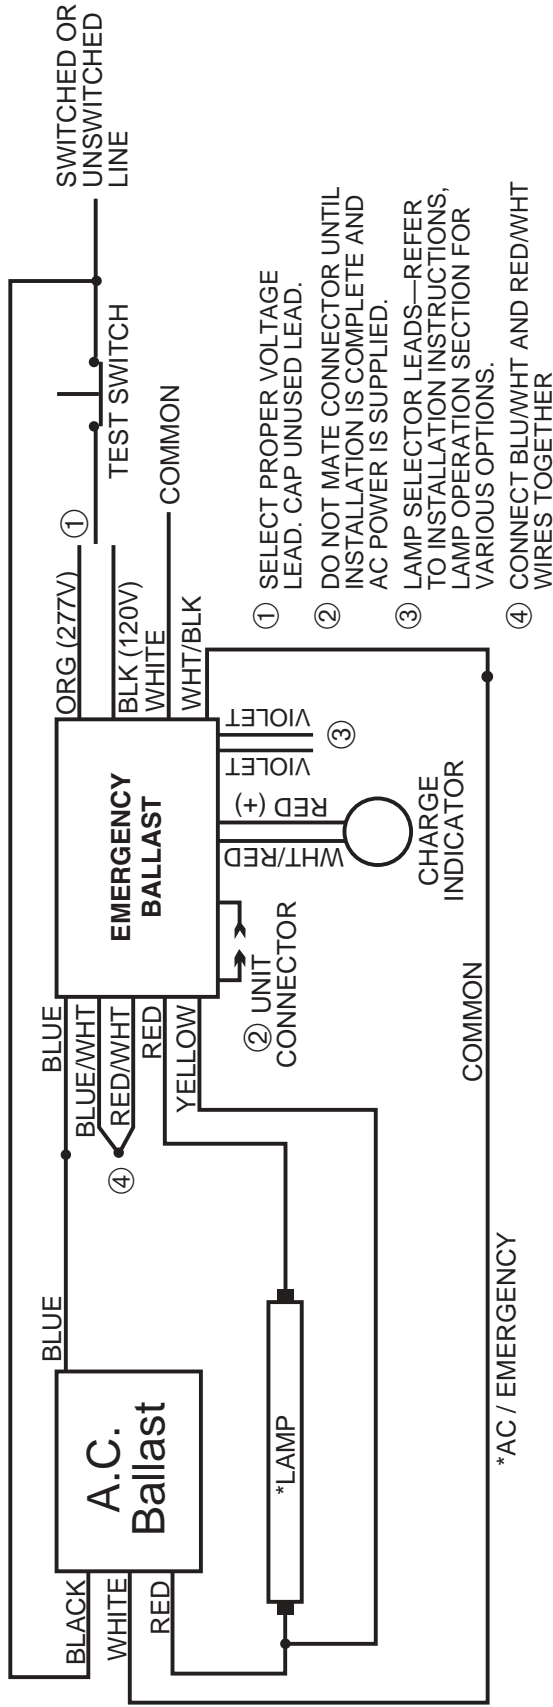 SWITCHED OR
UNSWITCHED
LINE
TEST SWITCH
ORG (277V)
①
BLK (120V)
WHITE
COMMON
WHT/BLK
EMERGENCY
BALLAST
BLUE
BLUE/WHT
RED/WHT
④
RED
YELLOW
② UNIT
CONNECTOR
WHT/RED
RED (+)
VIOLET
VIOLET
③
CHARGE
INDICATOR
BLUE
A.C.
Ballast
BLACK
WHITE
RED
*LAMP
COMMON
*AC / EMERGENCY
① SELECT PROPER VOLTAGE
LEAD. CAP UNUSED LEAD.
② DO NOT MATE CONNECTOR UNTIL
INSTALLATION IS COMPLETE AND
AC POWER IS SUPPLIED.
③ LAMP SELECTOR LEADS—REFER
TO INSTALLATION INSTRUCTIONS,
LAMP OPERATION SECTION FOR
VARIOUS OPTIONS.
④ CONNECT BLU/WHT AND RED/WHT
WIRES TOGETHER